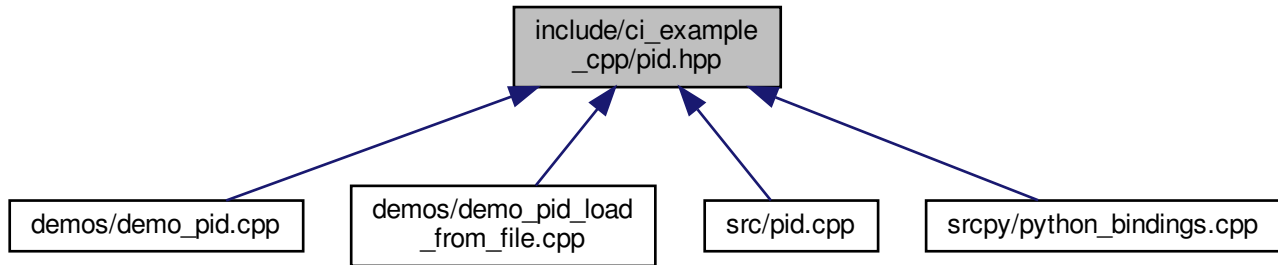 include/ci_example
_cpp/pid.hpp
demos/demo_pid.cpp
demos/demo_pid_load
_from_file.cpp
src/pid.cpp
srcpy/python_bindings.cpp